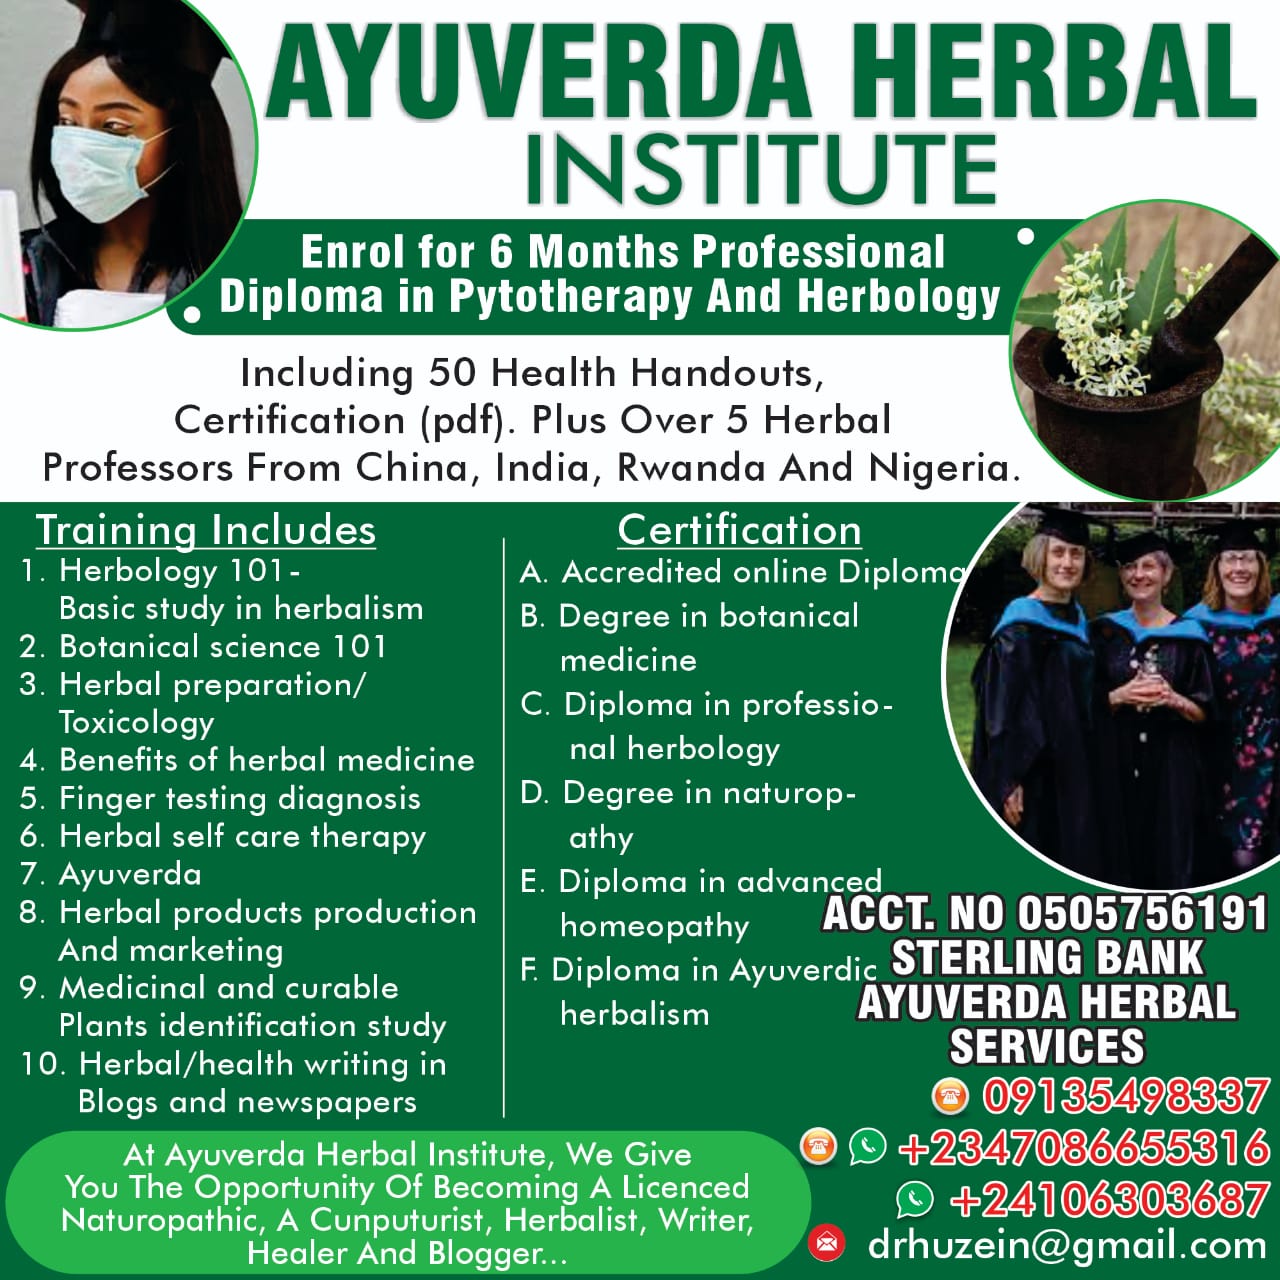 AYUVERDA HERBAL
INSTITUTE
Enrol for 6 Months Professional
Diploma in Pytotherapy And Herbology
Including 50 Health Handouts,
Certification (pdf). Plus Over 5 Herbal
Professors From China, India, Rwanda And Nigeria.
Training Includes
1. Herbology 101-
Basic study in herbalism
2. Botanical science 101
3. Herbal preparation/
Toxicology
4. Benefits of herbal medicine
5. Finger testing diagnosis
6. Herbal self care therapy
7. Ayuverda
8. Herbal products production
And marketing
9. Medicinal and curable
Plants identification study
10. Herbal/health writing in
Blogs and newspapers
Certification
A. Accredited online Diploma
B. Degree in botanical
medicine
C. Diploma in professio-
nal herbology
D. Degree in naturop-
athy
E. Diploma in advanced
homeopathy
F. Diploma in Ayuverdic
herbalism
ACCT. NO 0505756191
STERLING BANK
AYUVERDA HERBAL
SERVICES
09135498337
+2347086655316
+24106303687
drhuzein@gmail.com
At Ayuverda Herbal Institute, We Give
You The Opportunity Of Becoming A Licenced
Naturopathic, A Cunputurist, Herbalist, Writer,
Healer And Blogger...